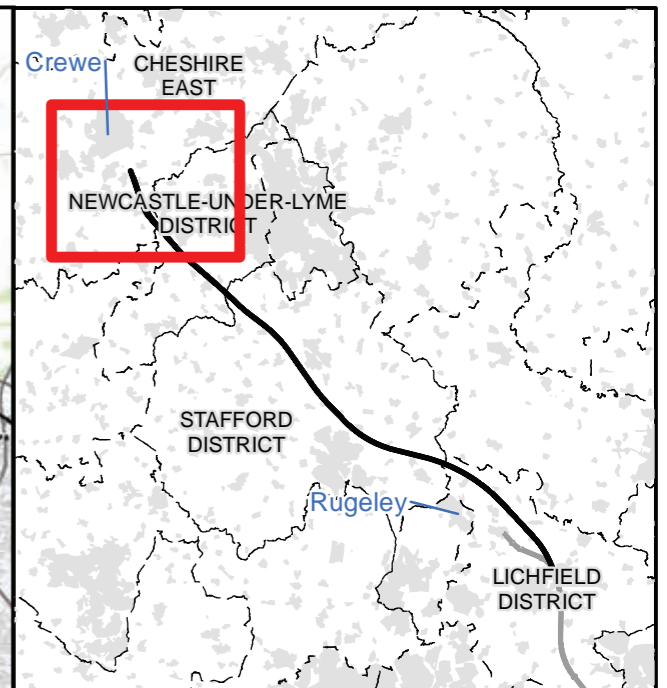 Crewe
CHESHIRE
EAST
NEWCASTLE-UNDER-LYME
DISTRICT
STAFFORD
DISTRICT
Rugeley
LICHFIELD
DISTRICT